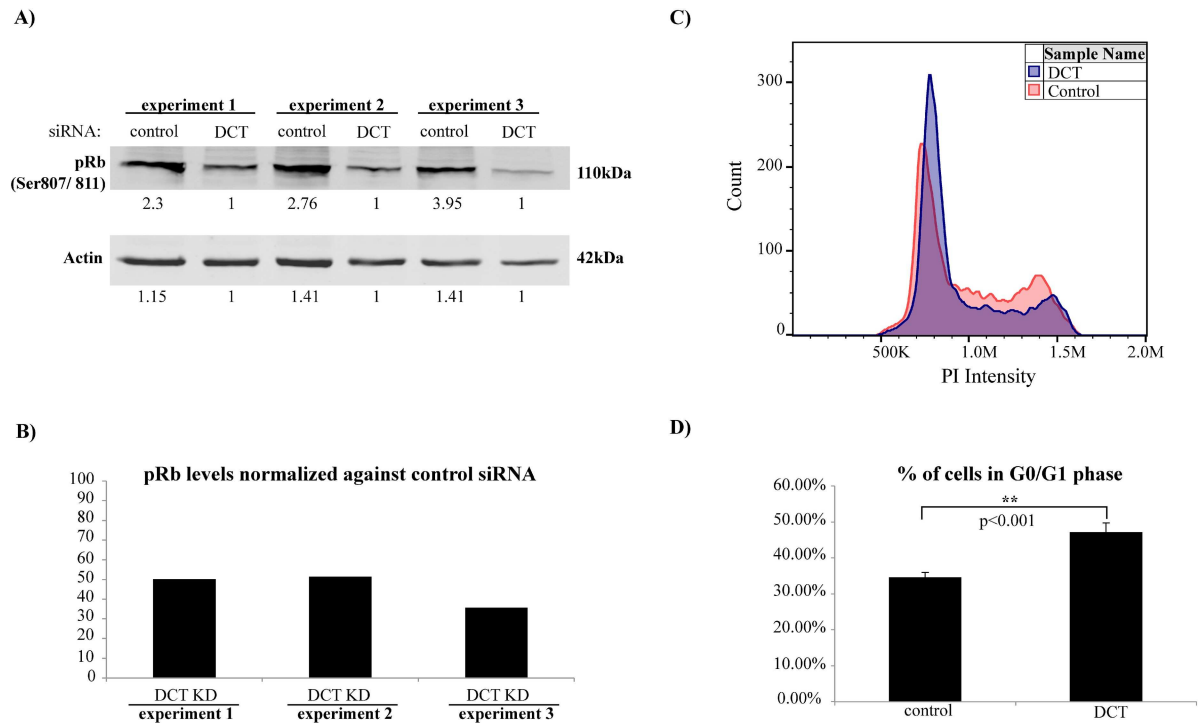 A)
experiment 1 experiment 2 experiment 3
siRNA: control DCT control DCT control DCT
pRb
(Ser807/ 811)
110kDa
2.3 1 2.76 1 3.95 1
Actin
42kDa
1.15 1 1.41 1 1.41 1
B)
pRb levels normalized against control siRNA
100
90
80
70
60
50
40
30
20
10
0
DCT KD DCT KD DCT KD
experiment 1 experiment 2 experiment 3
C)
Sample Name
DCT
Control
300
200
100
0
Count
500K 1.0M 1.5M 2.0M
PI Intensity
D)
% of cells in G0/G1 phase
60.00%
50.00%
40.00%
30.00%
20.00%
10.00%
0.00%
**
p<0.001
control DCT